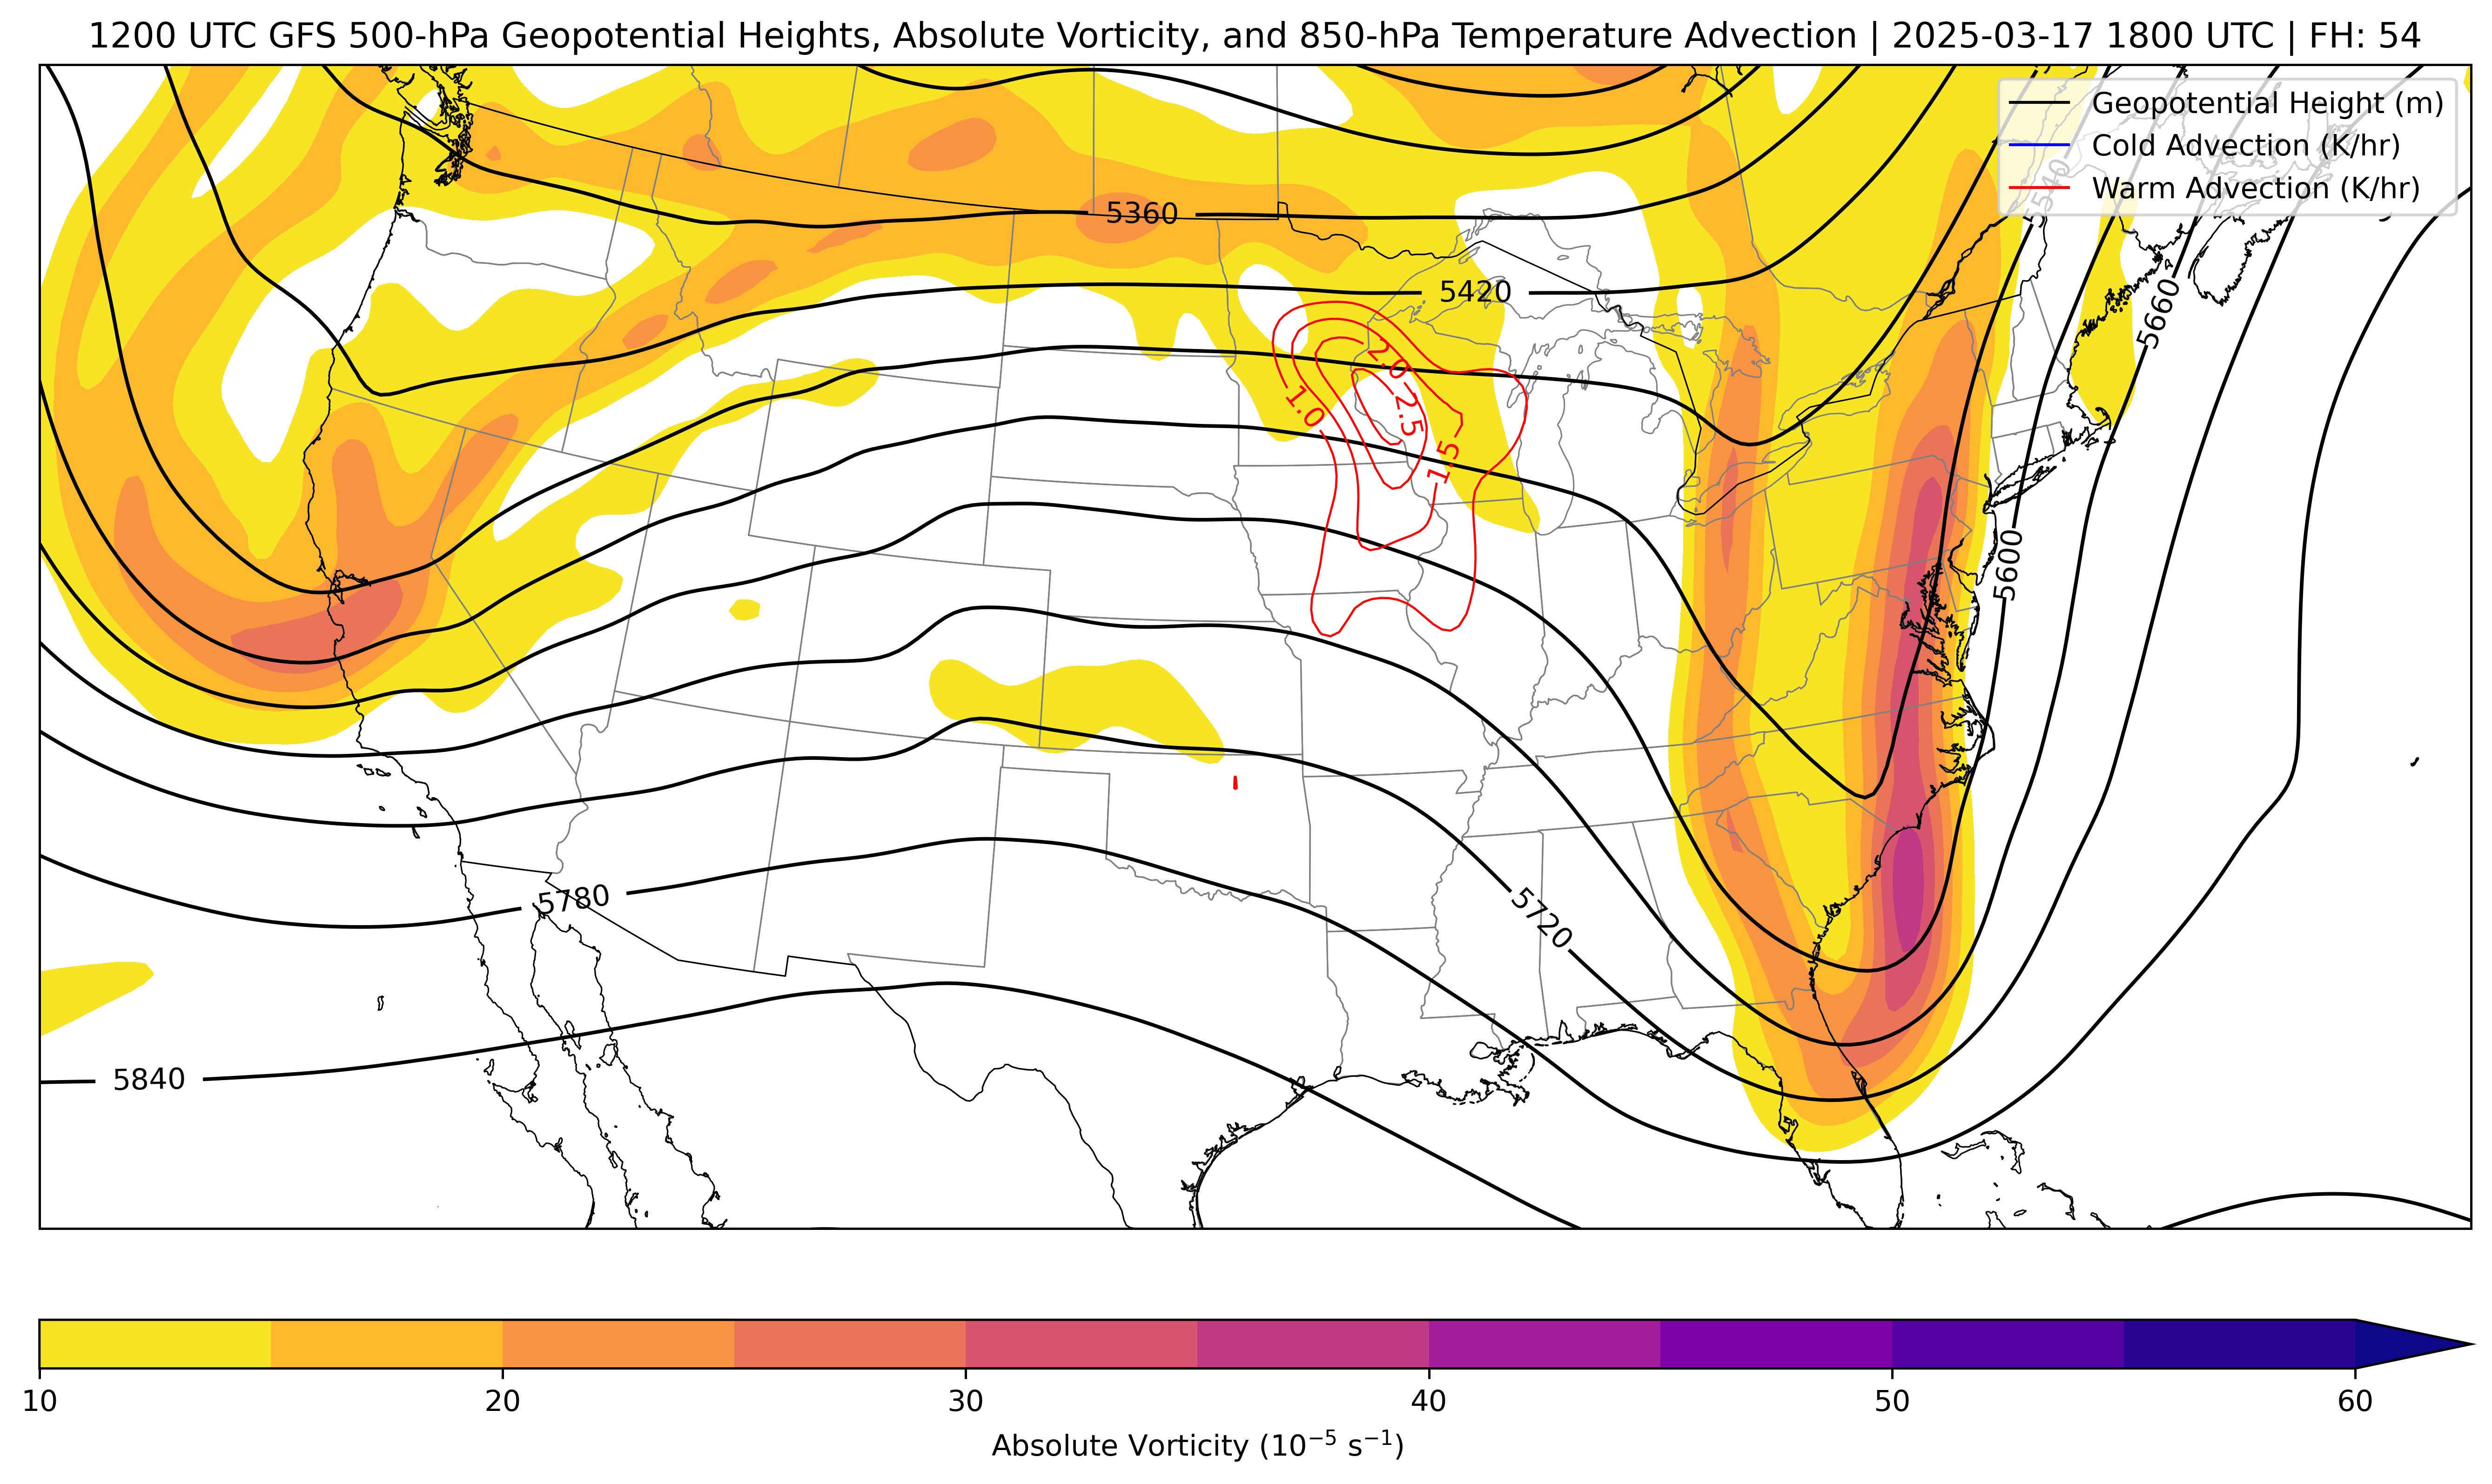 1200 UTC GFS 500-hPa Geopotential Heights, Absolute Vorticity, and 850-hPa Temperature Advection | 2025-03-17 1800 UTC | FH: 54
Geopotential Height (m)
Cold Advection (K/hr)
Warm Advection (K/hr)
5540
5360
5420
5660
2.0
2.5
1.0
1.5
5600
5780
5720
5840
10 20 30 40 50 60
Absolute Vorticity (10⁻⁵ s⁻¹)